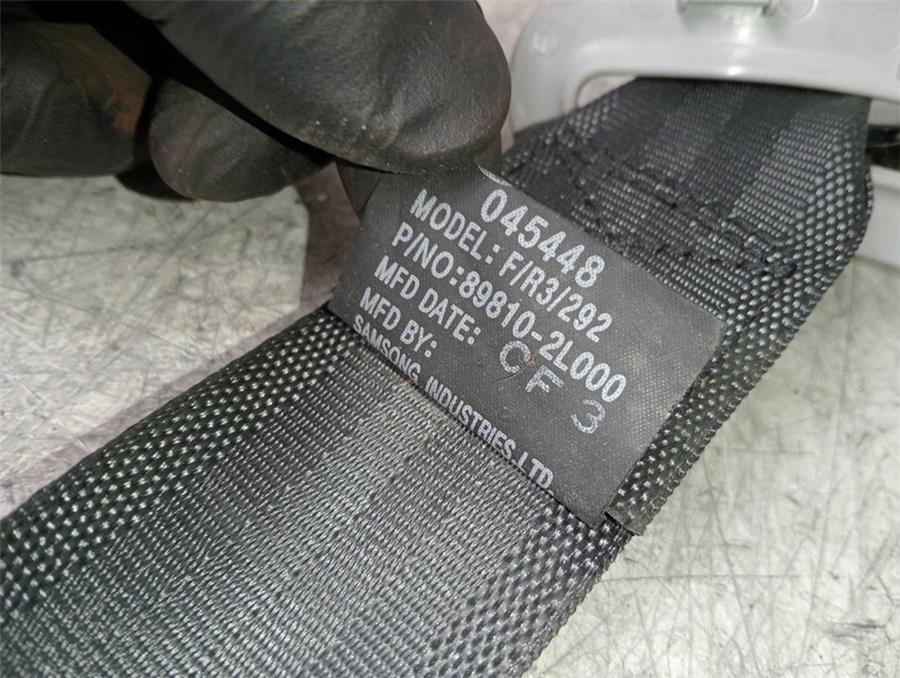 045448
MODEL: F/R3/292
P/NO:89810-2L000
MFD DATE: CF 3
MFD BY:
SAMSONG INDUSTRIES.LTD